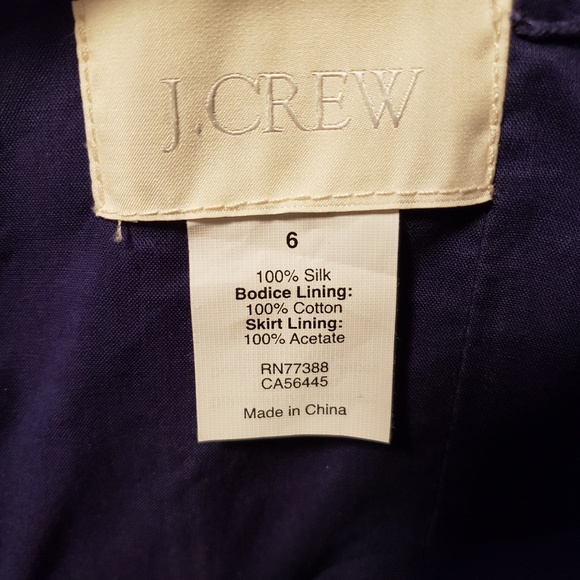 J.CREW
6
100% Silk
Bodice Lining:
100% Cotton
Skirt Lining:
100% Acetate
RN77388
CA56445
Made in China